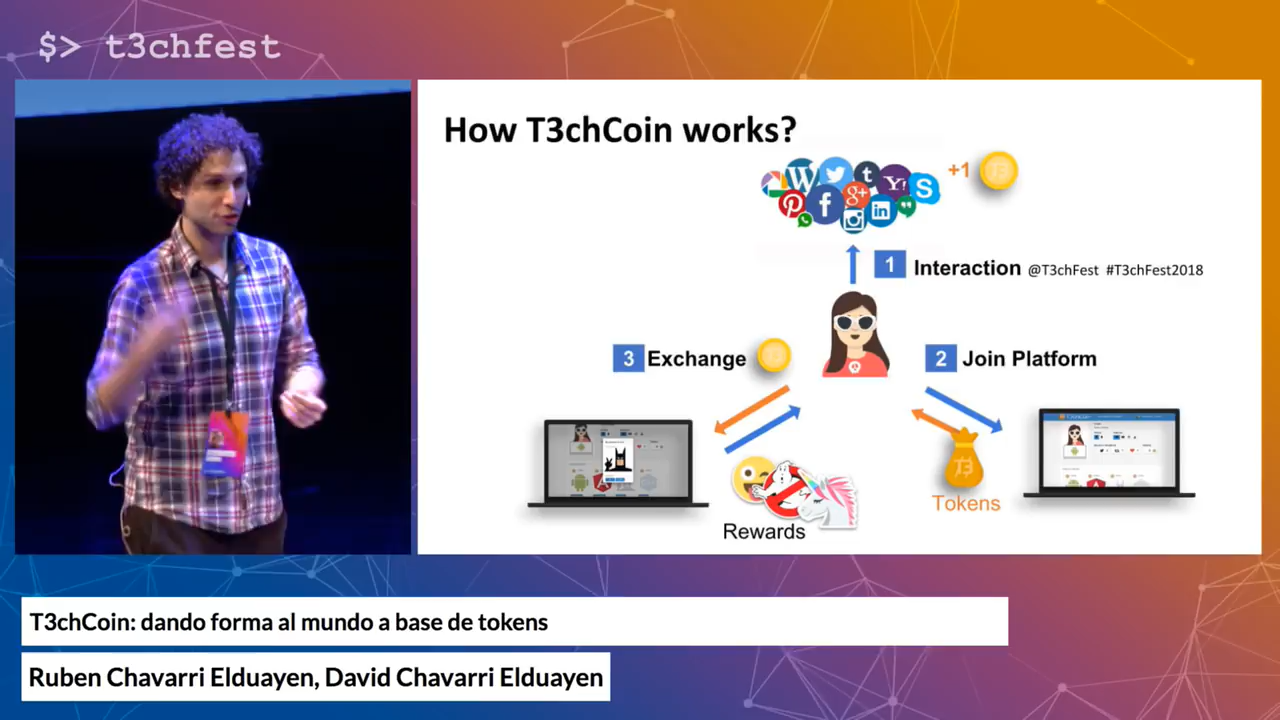 $> t3chfest
How T3chCoin works?
+1
1 Interaction @T3chFest #T3chFest2018
3 Exchange
2 Join Platform
T3
Tokens
Rewards
T3chCoin: dando forma al mundo a base de tokens
Ruben Chavarri Elduayen, David Chavarri Elduayen